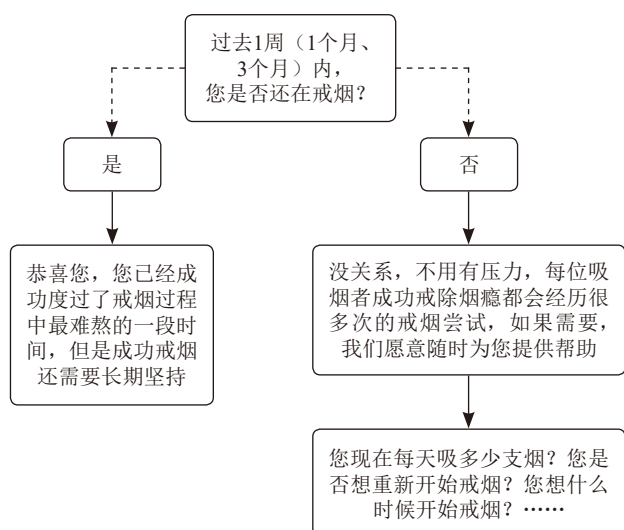 过去1周（1个月、
3个月）内，
您是否还在戒烟？
是
否
恭喜您，您已经成
功度过了戒烟过程
中最难熬的一段时
间，但是成功戒烟
还需要长期坚持
没关系，不用有压力，每位吸
烟者成功戒除烟瘾都会经历很
多次的戒烟尝试，如果需要，
我们愿意随时为您提供帮助
您现在每天吸多少支烟？您是
否想重新开始戒烟？您想什么
时候开始戒烟？……